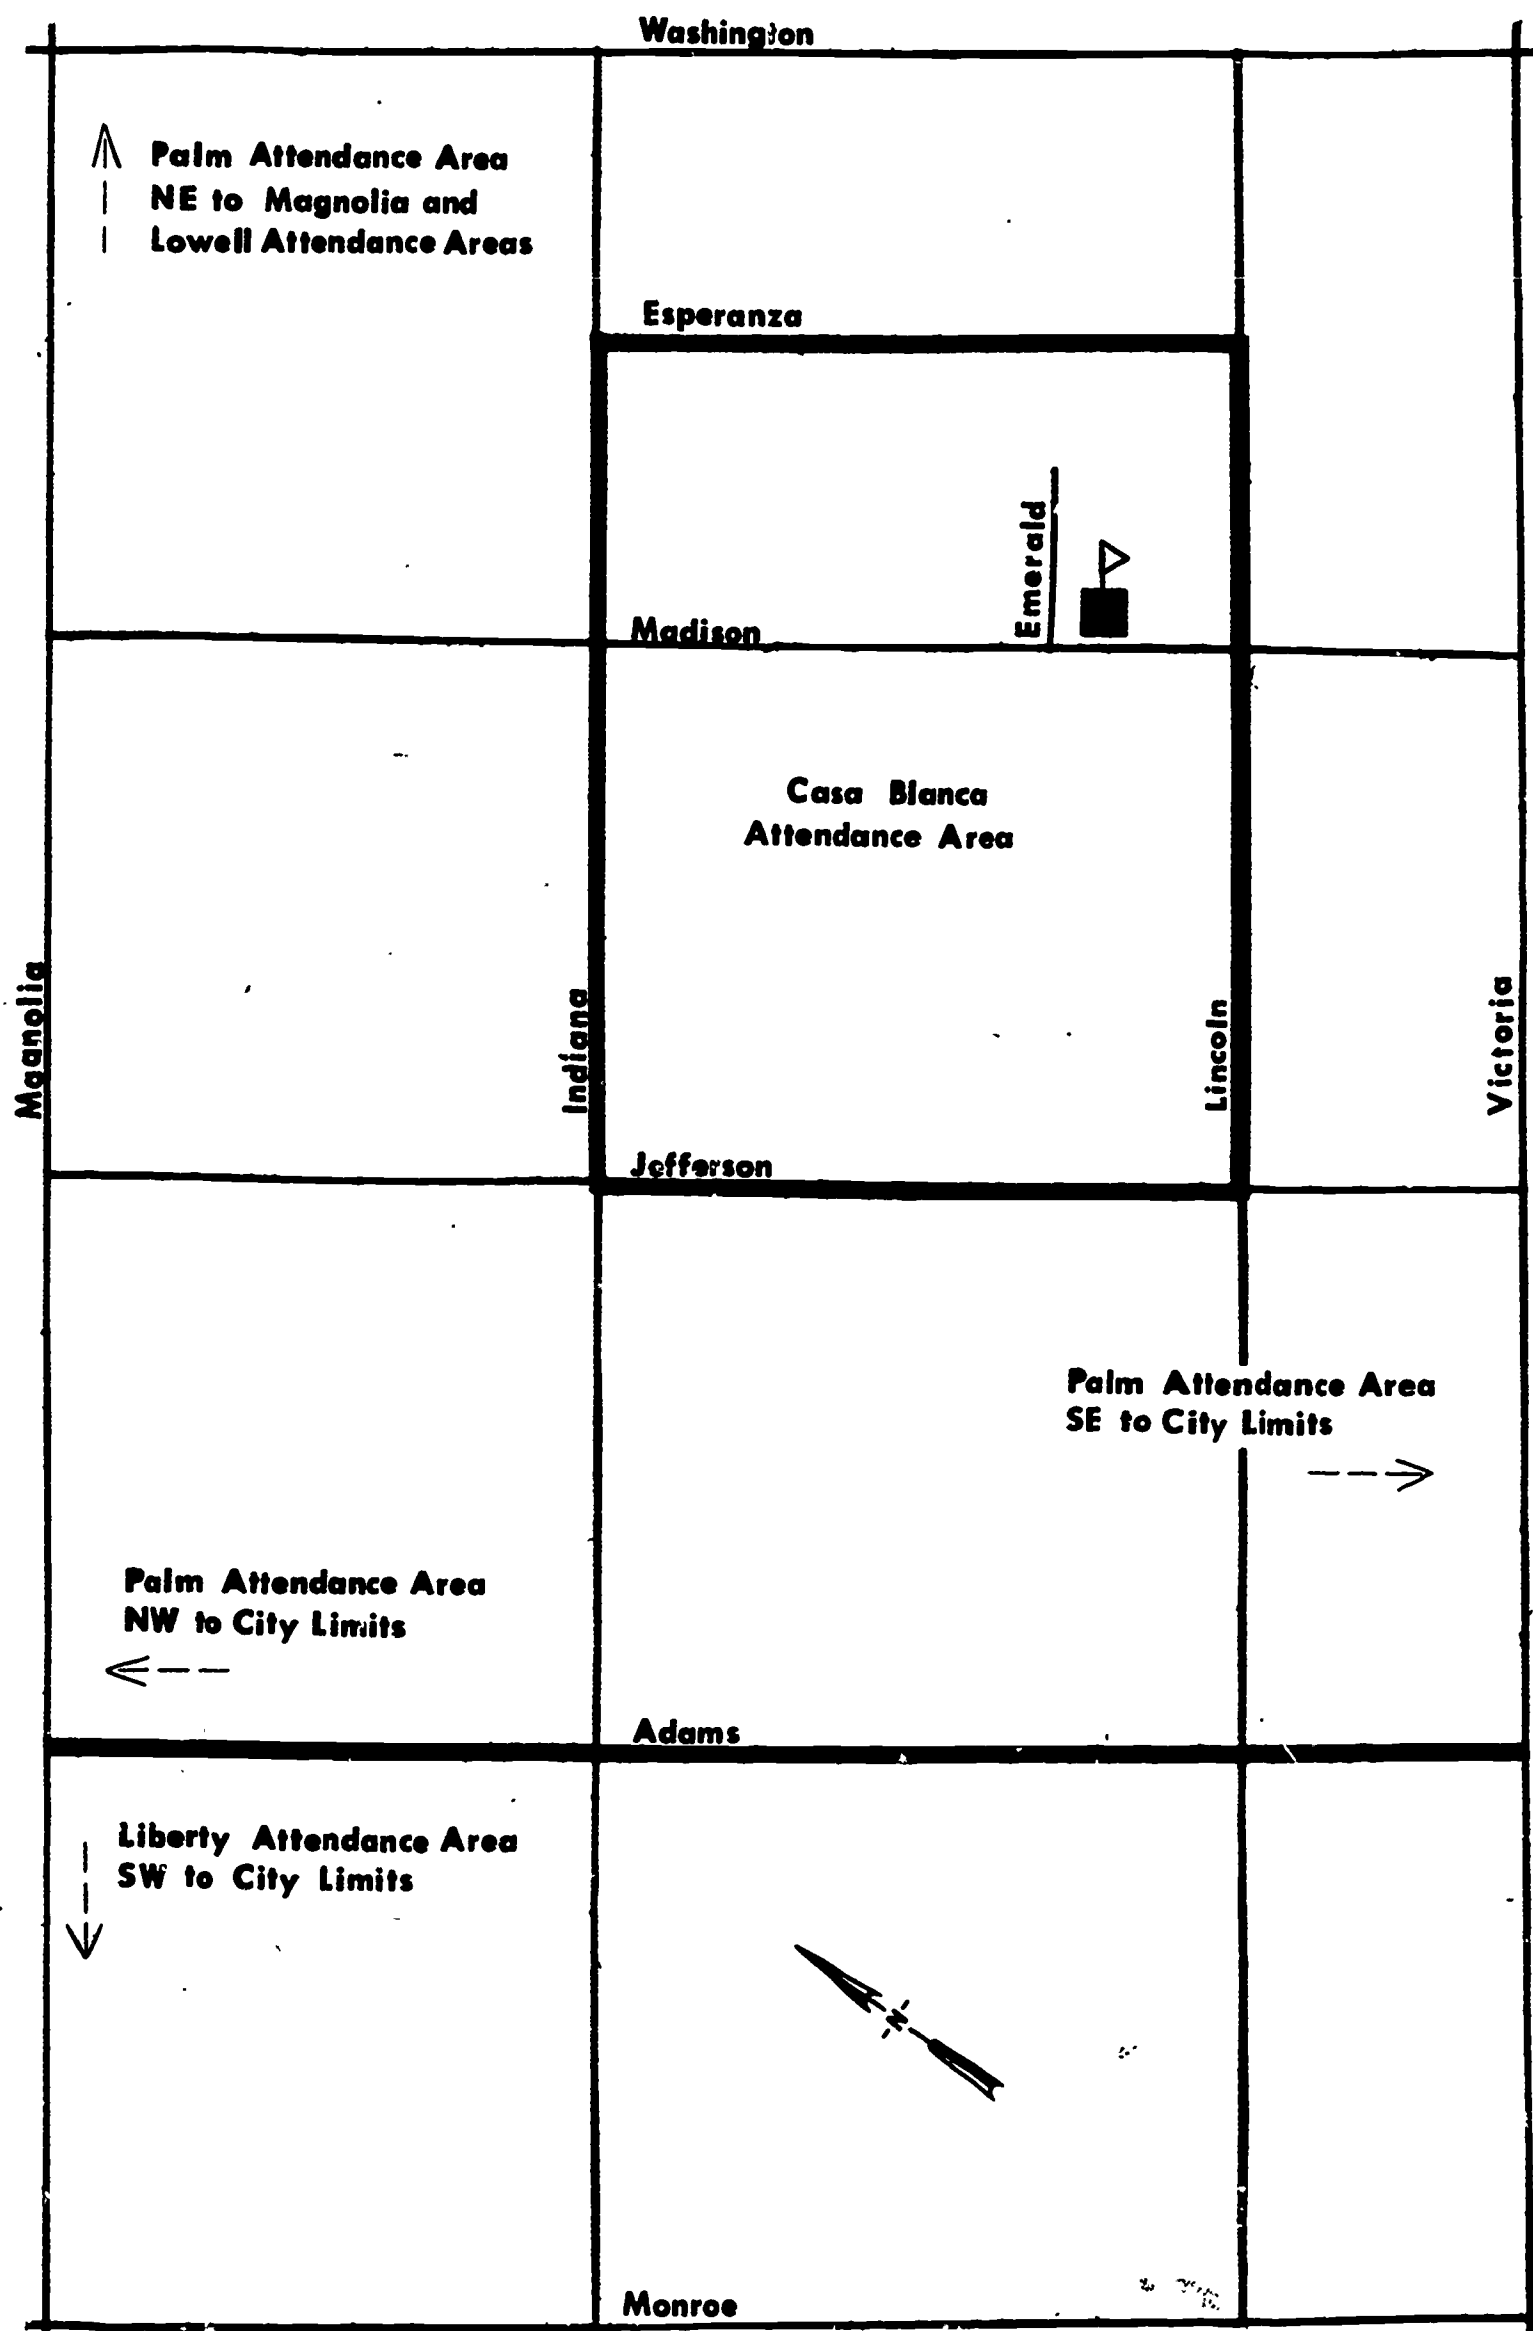 Washington
Palm Attendance Area
NE to Magnolia and
Lowell Attendance Areas
Esperanza
Emerald
Madison
Casa Blanca
Attendance Area
Magnolia
Indiana
Lincoln
Victoria
Jefferson
Palm Attendance Area
SE to City Limits
Palm Attendance Area
NW to City Limits
Adams
Liberty Attendance Area
SW to City Limits
N
Monroe